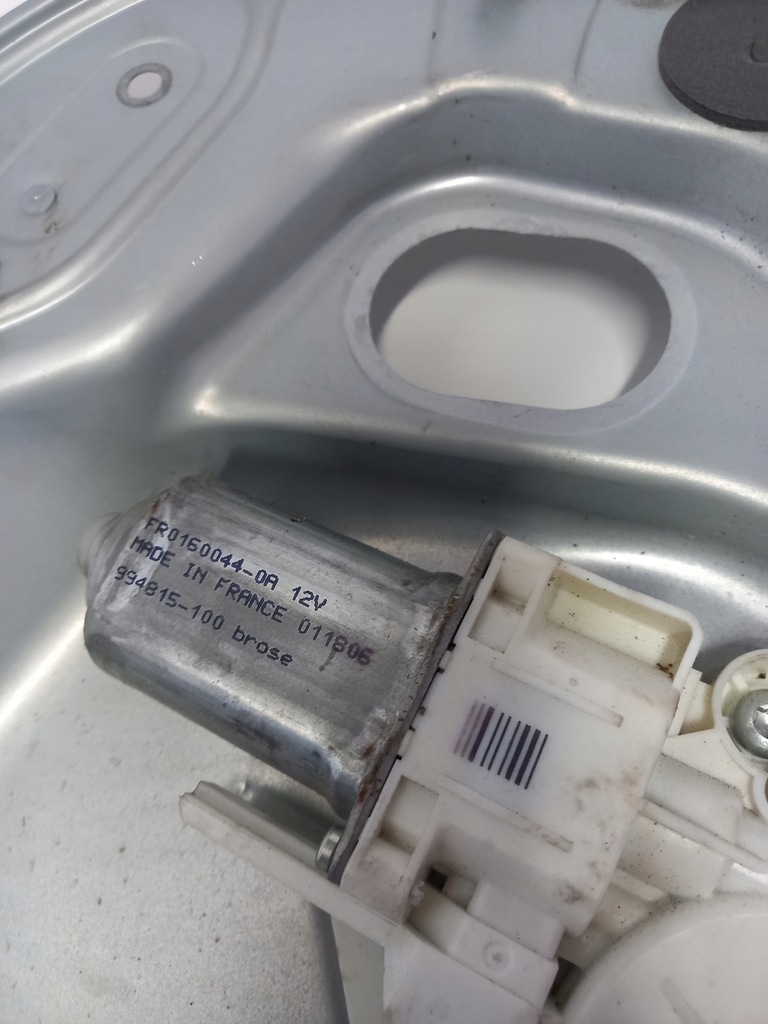 FR0160044-0A 12V
MADE IN FRANCE 011806
994815-100 brose